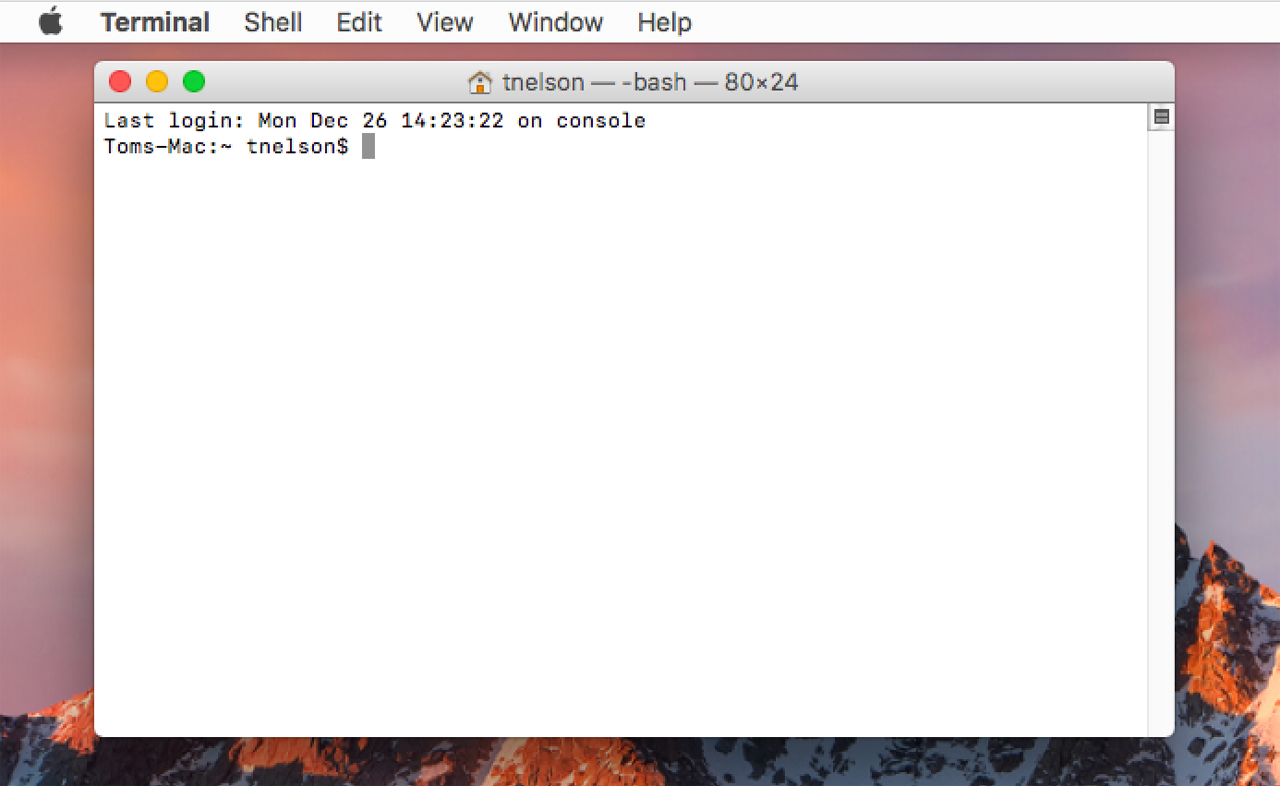 Terminal Shell Edit View Window Help
tnelson — -bash — 80×24
Last login: Mon Dec 26 14:23:22 on console
Toms-Mac:~ tnelson$